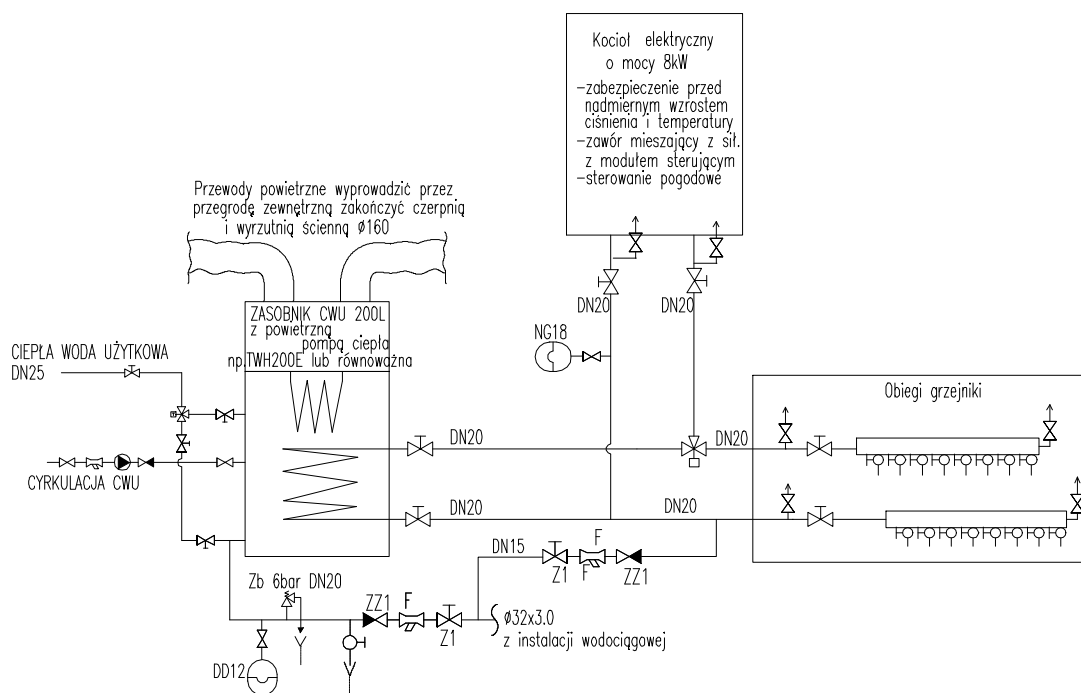 Kocioł elektryczny
o mocy 8kW
-zabezpieczenie przed
nadmiernym wzrostem
ciśnienia i temperatury
-zawór mieszający z sił.
z modułem sterującym
-sterowanie pogodowe
Przewody powietrzne wyprowadzić przez
przegrodę zewnętrzną zakończyć czerpnią
i wyrzutnią ścienną Ø160
DN20
DN20
ZASOBNIK CWU 200L
z powietrzną
pompą ciepła
np.TWH200E lub równoważna
NG18
CIEPŁA WODA UŻYTKOWA
DN25
Obiegi grzejniki
DN20
DN20
CYRKULACJA CWU
DN20
DN20
DN15
F
Z1
F
ZZ1
Zb 6bar DN20
ZZ1
F
Z1
Ø32x3.0
z instalacji wodociągowej
DD12